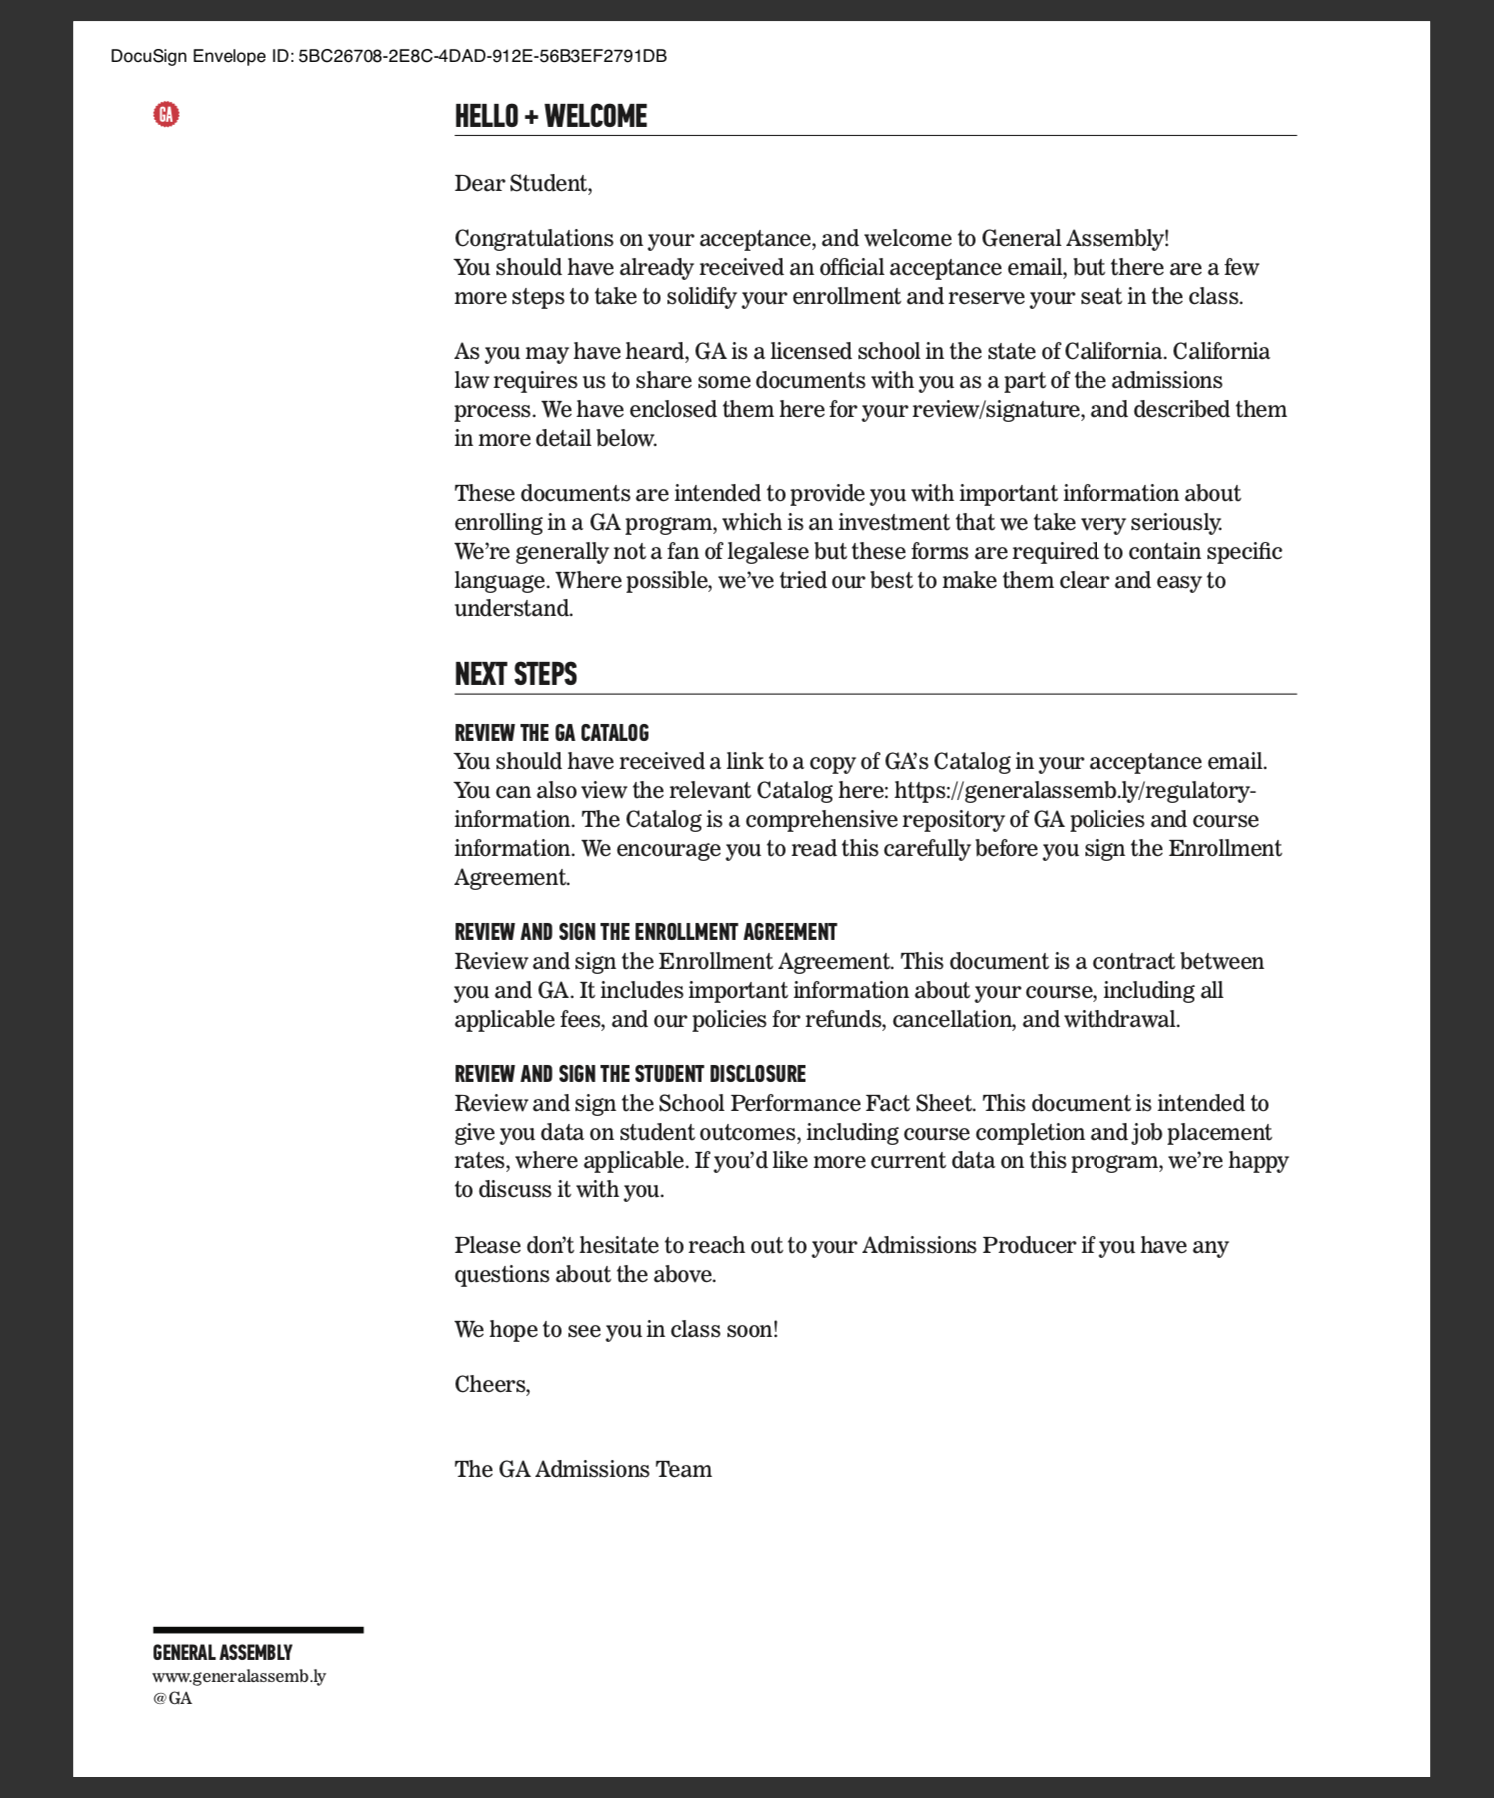 DocuSign Envelope ID: 5BC26708-2E8C-4DAD-912E-56B3EF2791DB
GA
HELLO + WELCOME
Dear Student,
Congratulations on your acceptance, and welcome to General Assembly!
You should have already received an official acceptance email, but there are a few
more steps to take to solidify your enrollment and reserve your seat in the class.
As you may have heard, GA is a licensed school in the state of California. California
law requires us to share some documents with you as a part of the admissions
process. We have enclosed them here for your review/signature, and described them
in more detail below.
These documents are intended to provide you with important information about
enrolling in a GA program, which is an investment that we take very seriously.
We’re generally not a fan of legalese but these forms are required to contain specific
language. Where possible, we’ve tried our best to make them clear and easy to
understand.
NEXT STEPS
REVIEW THE GA CATALOG
You should have received a link to a copy of GA’s Catalog in your acceptance email.
You can also view the relevant Catalog here: https://generalassemb.ly/regulatory-
information. The Catalog is a comprehensive repository of GA policies and course
information. We encourage you to read this carefully before you sign the Enrollment
Agreement.
REVIEW AND SIGN THE ENROLLMENT AGREEMENT
Review and sign the Enrollment Agreement. This document is a contract between
you and GA. It includes important information about your course, including all
applicable fees, and our policies for refunds, cancellation, and withdrawal.
REVIEW AND SIGN THE STUDENT DISCLOSURE
Review and sign the School Performance Fact Sheet. This document is intended to
give you data on student outcomes, including course completion and job placement
rates, where applicable. If you’d like more current data on this program, we’re happy
to discuss it with you.
Please don’t hesitate to reach out to your Admissions Producer if you have any
questions about the above.
We hope to see you in class soon!
Cheers,
The GA Admissions Team
GENERAL ASSEMBLY
www.generalassemb.ly
@GA